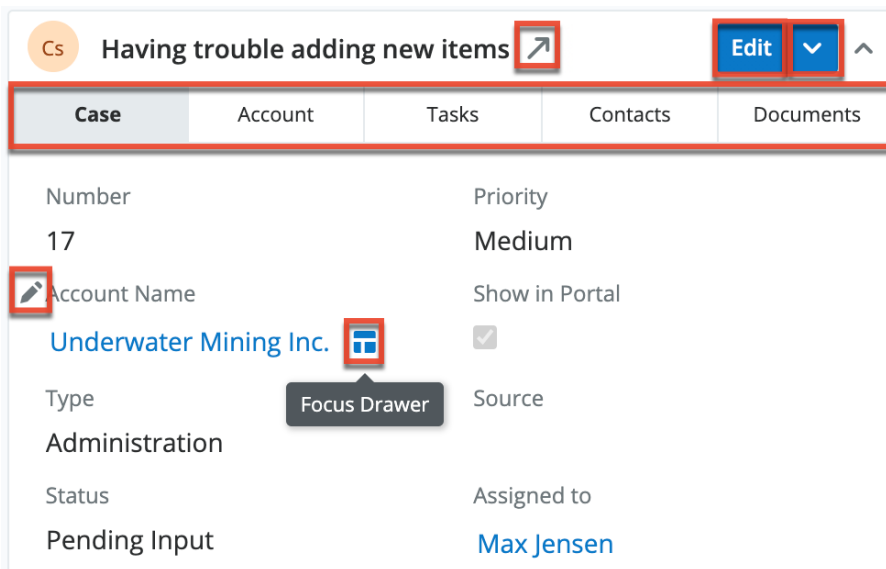 Cs Having trouble adding new items Edit
Case Account Tasks Contacts Documents
Number Priority
17 Medium
Account Name Show in Portal
Underwater Mining Inc.
Focus Drawer
Type Source
Administration
Status Assigned to
Pending Input Max Jensen